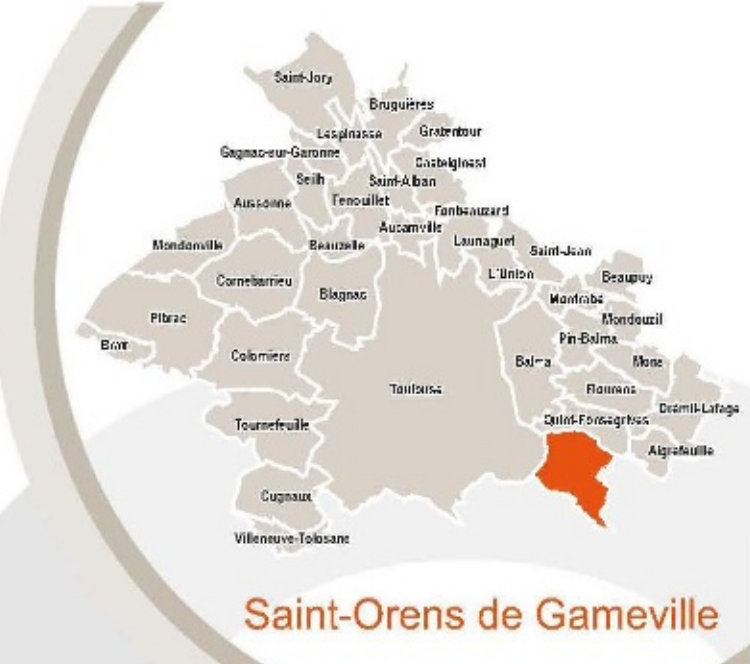 Saint-Jory
Bruguières
Lespinasse
Gratentour
Gagnac-sur-Garonne
Castelginest
Seilh
Saint-Alban
Aussonne
Fenouillet
Fonbeauzard
Aucamville
Mondonville
Beauzelle
Launaguet
Saint-Jean
L'Union
Beaupuy
Cornebarrieu
Blagnac
Montrabé
Pibrac
Mondouzil
Pin-Balma
Brax
Colomiers
Balma
Mons
Toulouse
Flourens
Drémil-Lafage
Tournefeuille
Quint-Fonsegrives
Aigrefeuille
Cugnaux
Villeneuve-Tolosane
Saint-Orens de Gameville